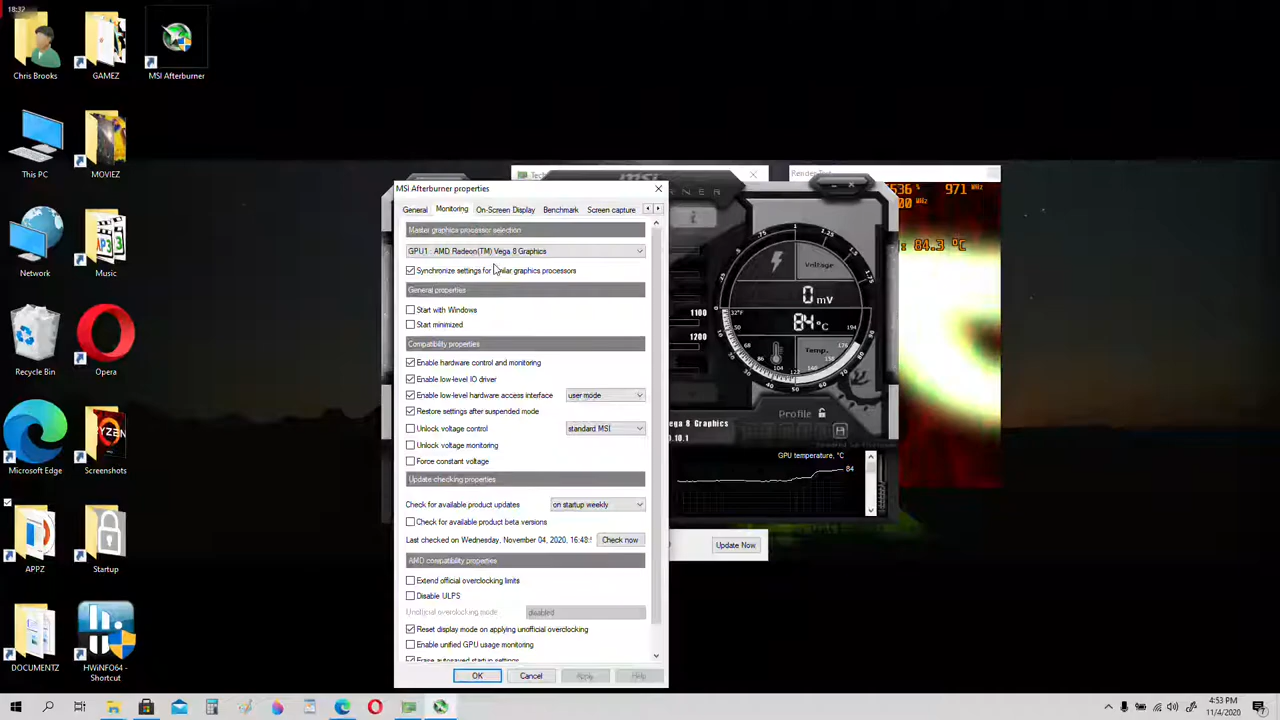 18:32
Chris Brooks
GAMEZ
MSI Afterburner
This PC
MOVIEZ
Network
Music
Recycle Bin
Opera
Microsoft Edge
Screenshots
APPZ
Startup
DOCUMENTZ
HWiNFO64 -
Shortcut
MSI Afterburner properties
General Monitoring On-Screen Display Benchmark Screen capture
Master graphics processor selection
GPU1 : AMD Radeon(TM) Vega 8 Graphics
Synchronize settings for similar graphics processors
General properties
Start with Windows
Start minimized
Compatibility properties
Enable hardware control and monitoring
Enable low-level IO driver
Enable low-level hardware access interface user mode
Restore settings after suspended mode
Unlock voltage control standard MSI
Unlock voltage monitoring
Force constant voltage
Update checking properties
Check for available product updates on startup weekly
Check for available product beta versions
Last checked on Wednesday, November 04, 2020, 16:48: Check now
AMD compatibility properties
Extend official overclocking limits
Disable ULPS
Unofficial overclocking mode disabled
Reset display mode on applying unofficial overclocking
Enable unified GPU usage monitoring
Erase autosaved startup settings
OK Cancel Apply Help
536 % 971 MHz
84.3 °C
1100
1200
Voltage
0 mV
84 °C
Temp.
Profile
Vega 8 Graphics
GPU temperature, °C
84
Update Now
4:53 PM
11/4/2020